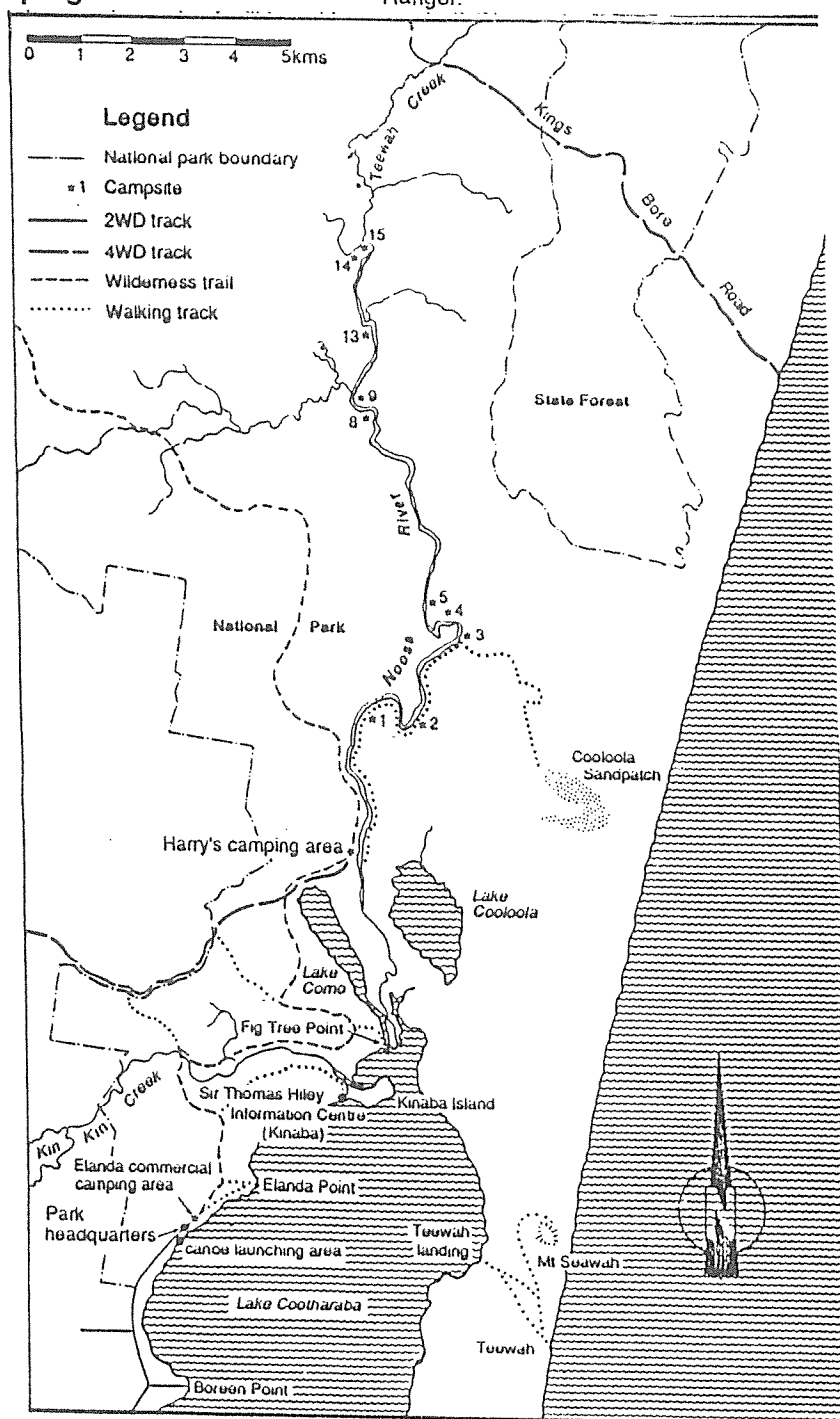 Ranger.
0 1 2 3 4 5kms
Legend
National park boundary
*1 Campsite
2WD track
4WD track
Wilderness trail
Walking track
Teewah Creek
Kings Bore Road
15
14
13
9
8
State Forest
River
5
4
3
National Park
Noosa
1
2
Cooloola
Sandpatch
Harry's camping area
Lake
Cooloola
Lake
Como
Fig Tree Point
Kin Kin Creek
Sir Thomas Hiley
Information Centre
(Kinaba)
Kinaba Island
Elanda commercial
camping area
Elanda Point
Park
headquarters
canoe launching area
Teewah
landing
Mt Seawah
Lake Cootharaba
Teewah
Boreen Point